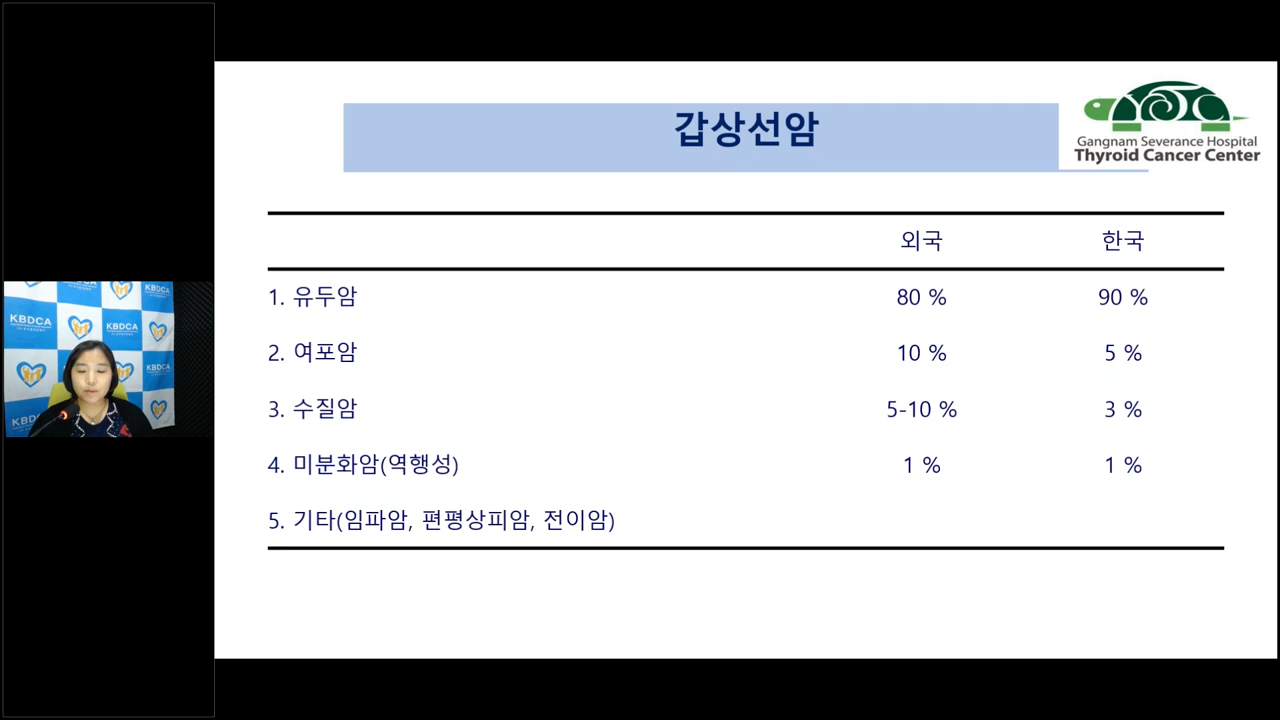 갑상선암
Gangnam Severance Hospital
Thyroid Cancer Center
외국 한국
1. 유두암 80 % 90 %
2. 여포암 10 % 5 %
3. 수질암 5-10 % 3 %
4. 미분화암(역행성) 1 % 1 %
5. 기타(임파암, 편평상피암, 전이암)
KBDCA
KBDCA
KBDCA
KBDCA
KBDCA